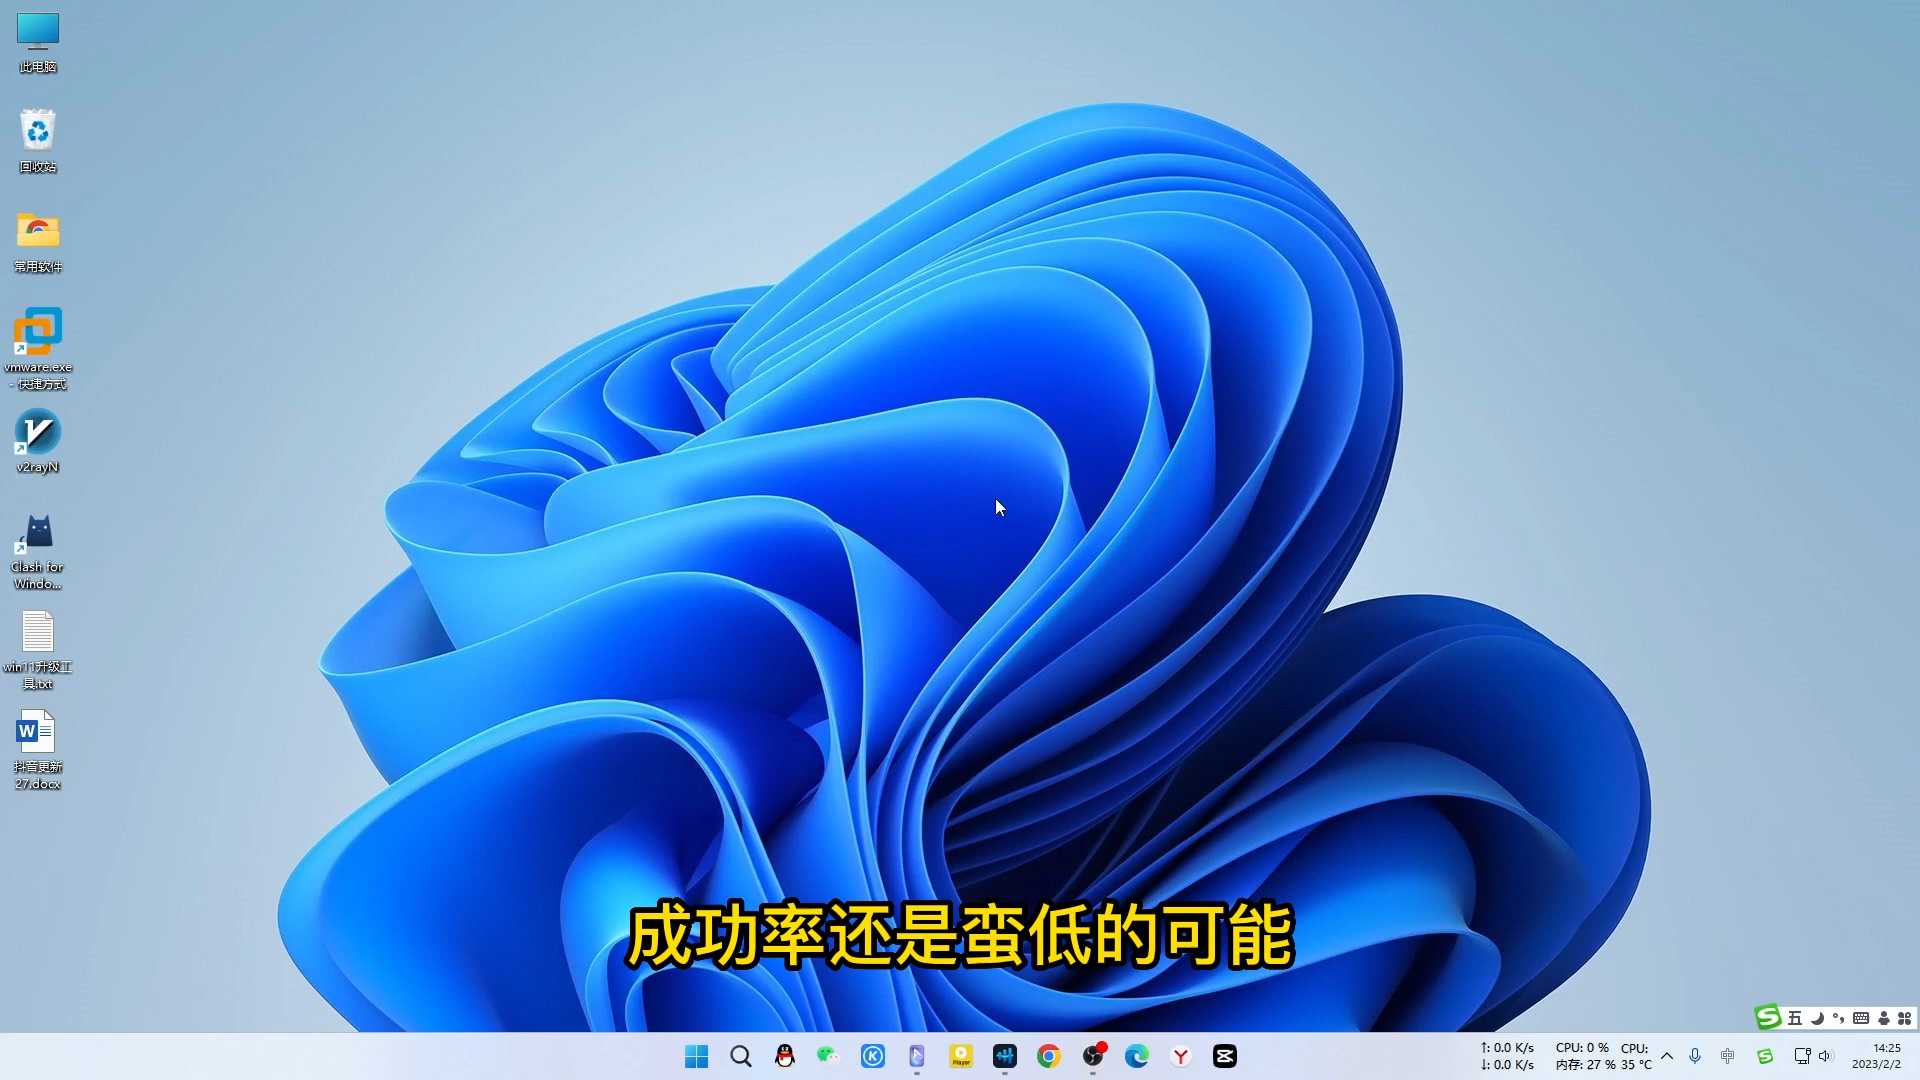 此电脑
回收站
常用软件
vmware.exe
- 快捷方式
v2rayN
Clash for
Windo...
win11升级工
具.txt
W
抖音更新
27.docx
成功率还是蛮低的可能
五
Player
↑: 0.0 K/s
↓: 0.0 K/s
CPU: 0 %
内存: 27 %
CPU:
35 °C
中
14:25
2023/2/2